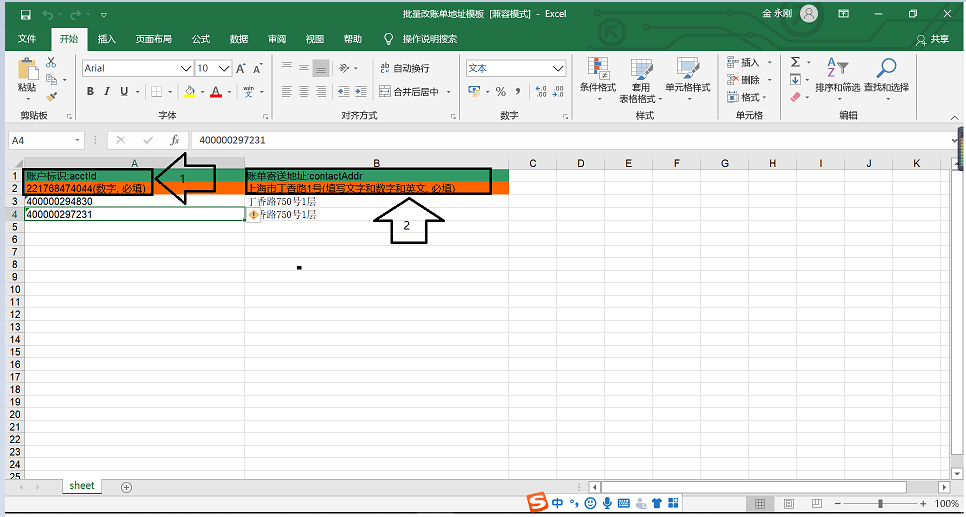 批量改账单地址模板 [兼容模式] - Excel
金 永刚
文件 开始 插入 页面布局 公式 数据 审阅 视图 帮助 操作说明搜索 共享
粘贴 Arial 10 A A 自动换行 文本 条件格式 套用 表格格式 单元格样式 插入 删除 格式 排序和筛选 查找和选择
B I U A wén 文 合并后居中 % , .00
剪贴板 字体 对齐方式 数字 样式 单元格 编辑
A4 fx 400000297231
A B C D E F G H I J K
1 账户标识:acctId 账单寄送地址:contactAddr
2 221768474044(数字, 必填) 上海市丁香路1号(填写文字和数字和英文, 必填)
3 400000294830 丁香路750号1层
4 400000297231 香路750号1层
1
2
5
6
7
8
9
10
11
12
13
14
15
16
17
18
19
20
21
22
23
24
25
sheet
S 中
100%